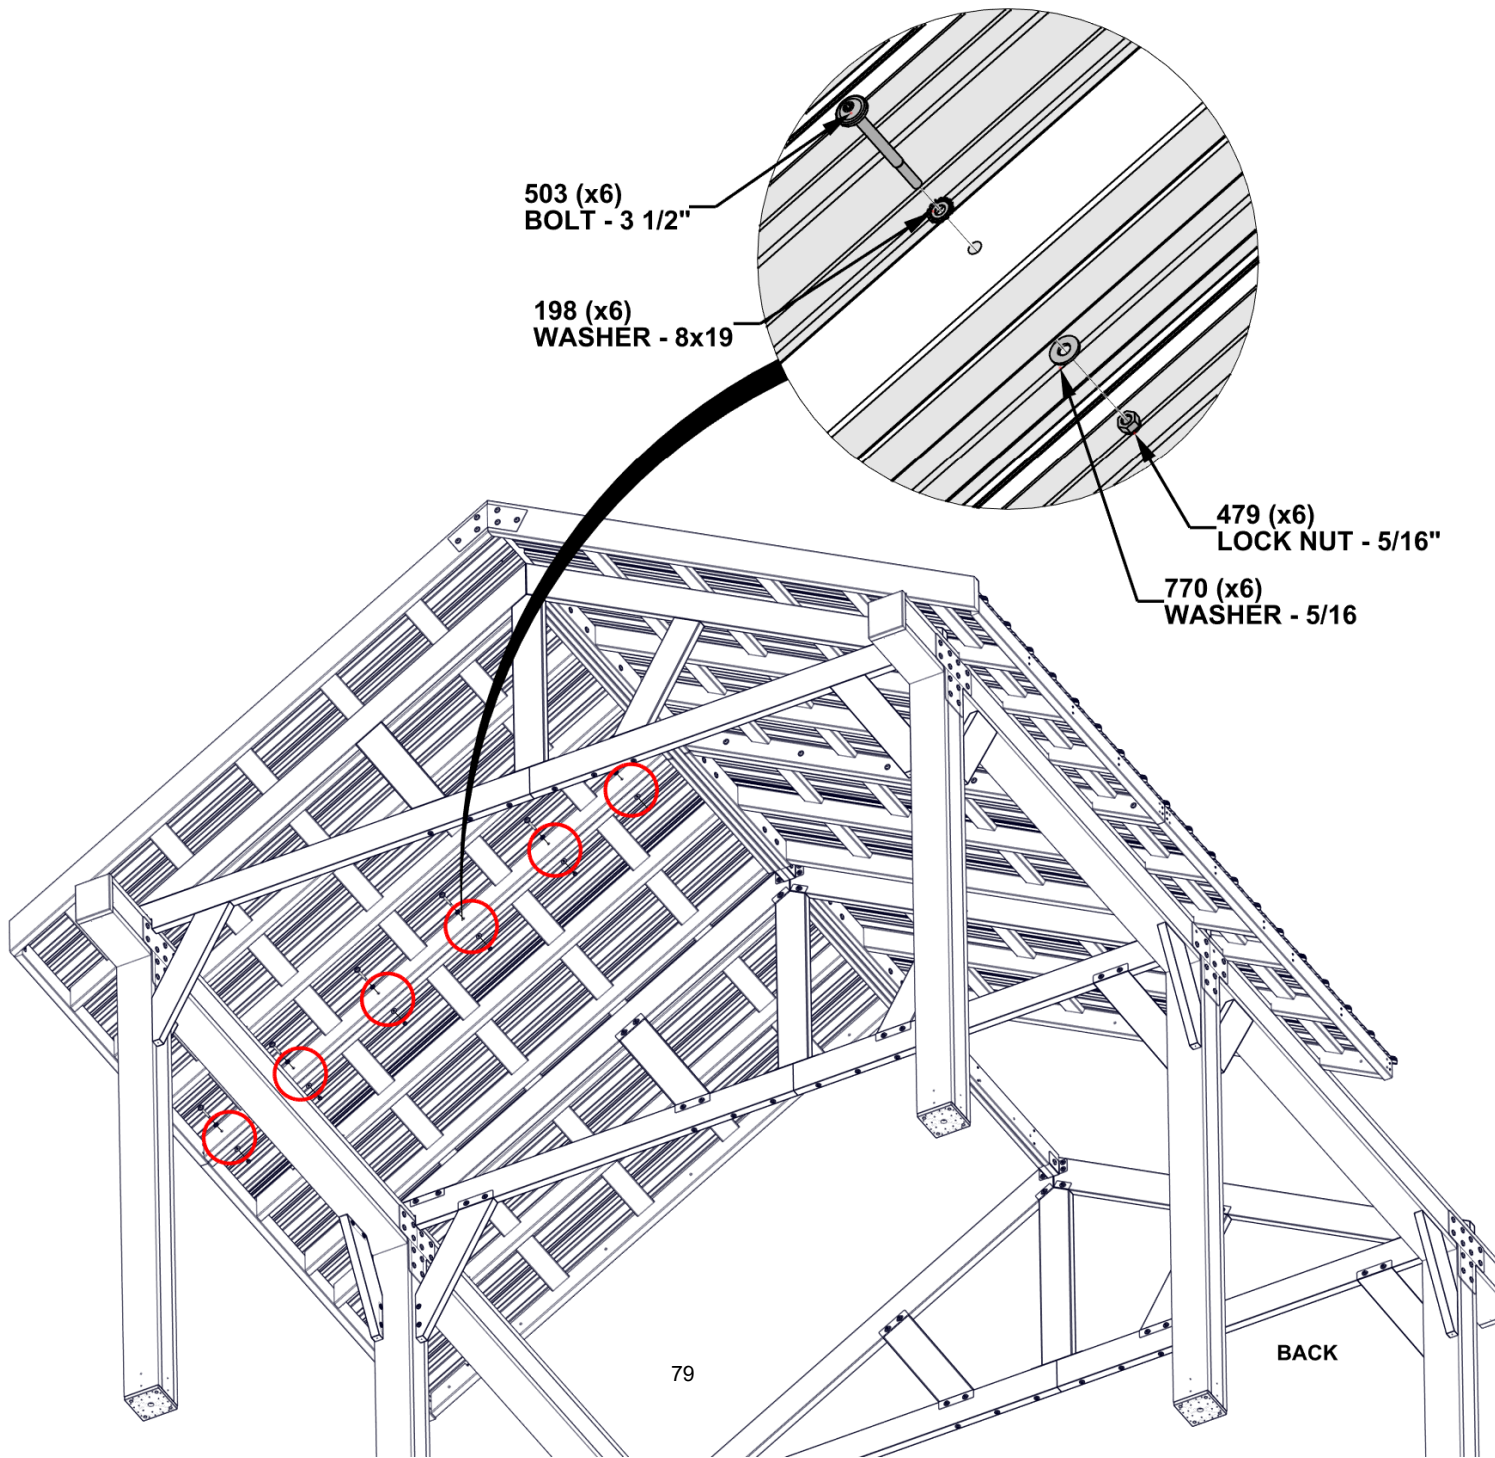 503 (x6)
BOLT - 3 1/2"
198 (x6)
WASHER - 8x19
479 (x6)
LOCK NUT - 5/16"
770 (x6)
WASHER - 5/16
BACK
79